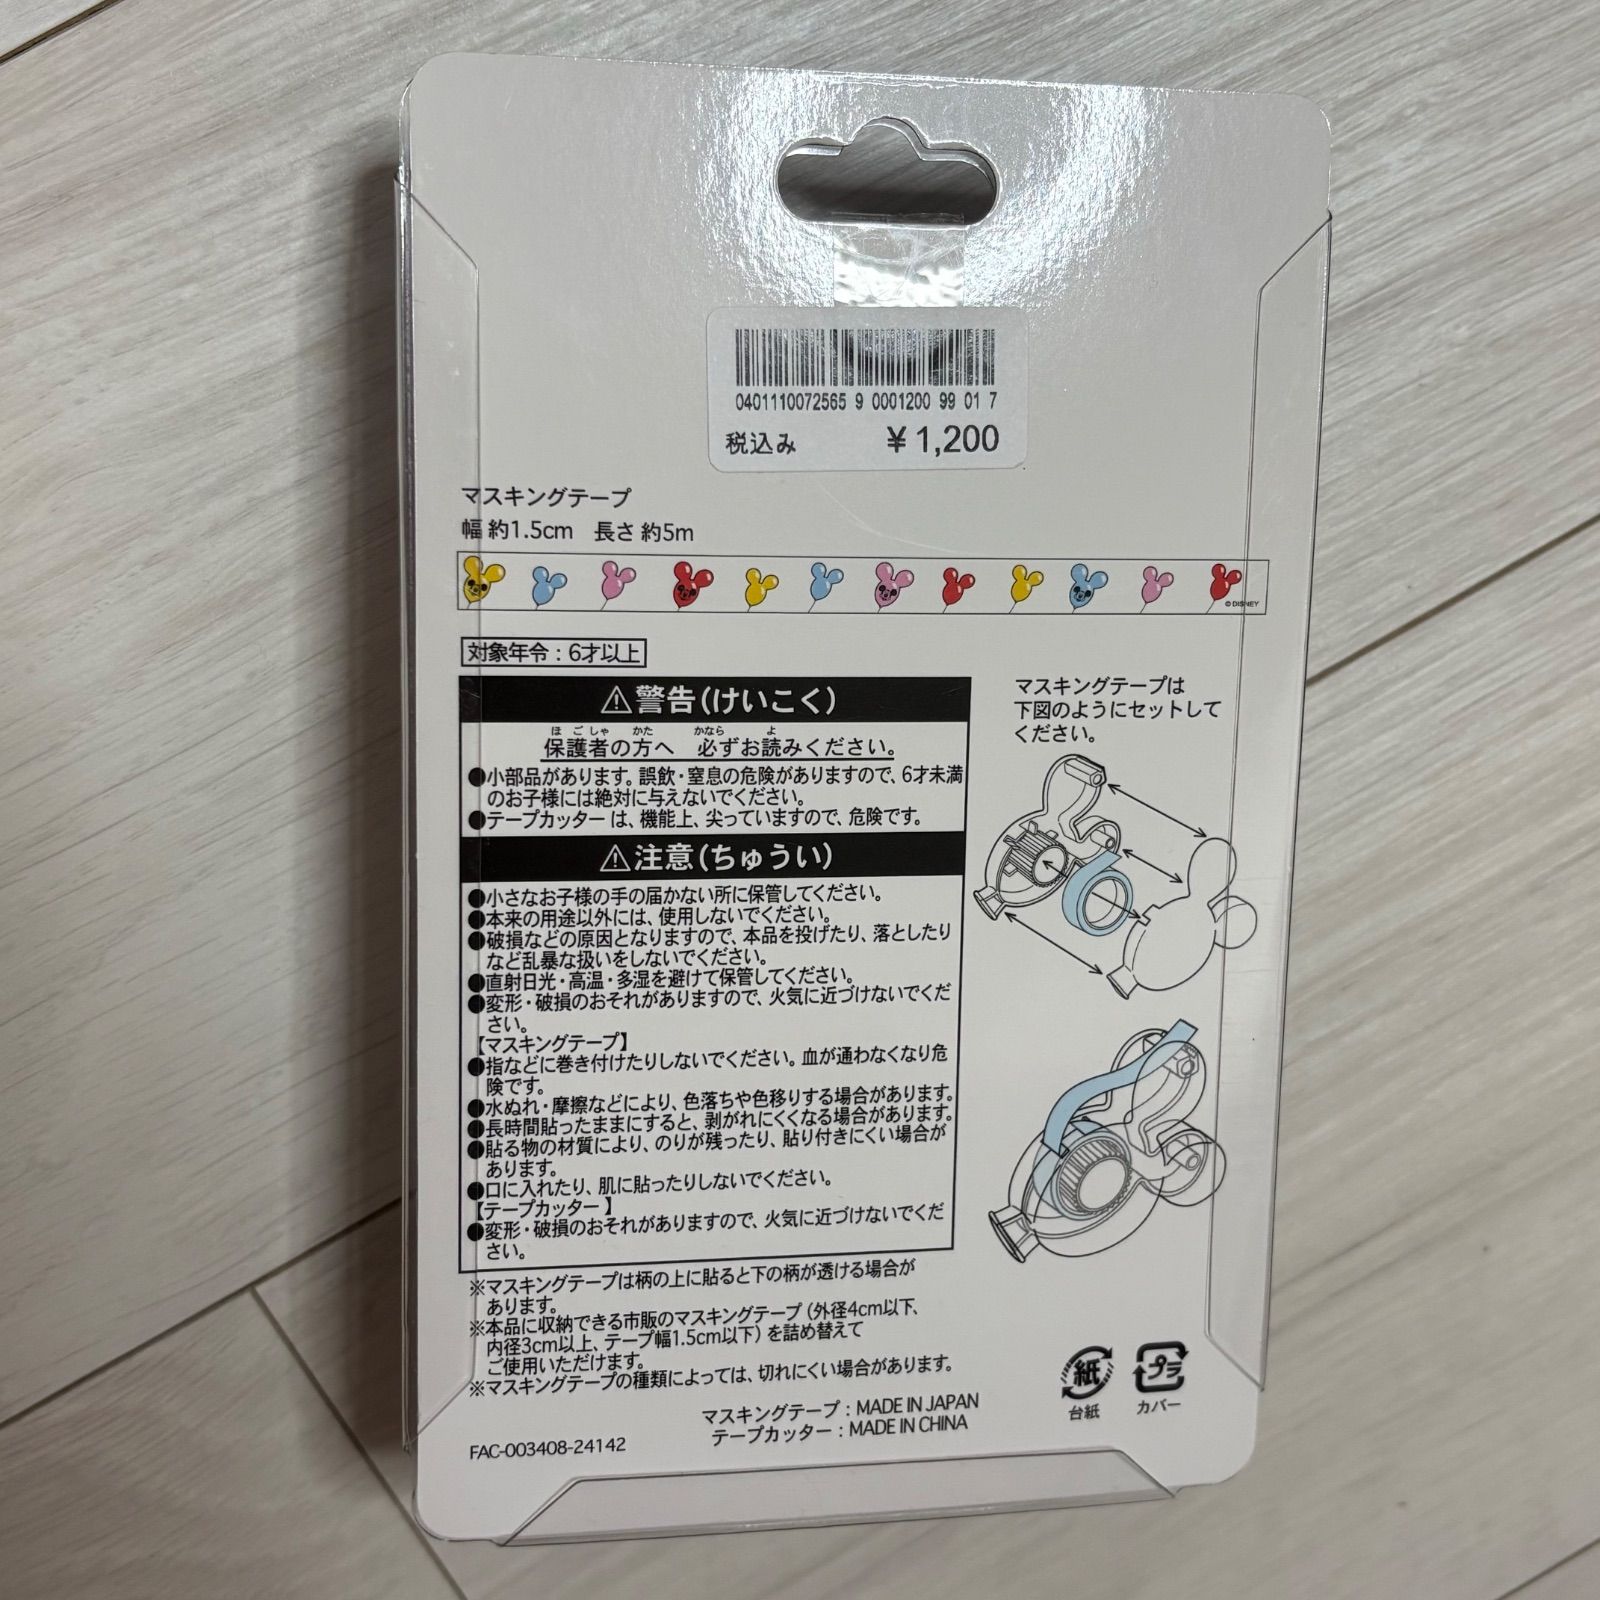 0401110072565 9 0001200 99 01 7
税込み ¥1,200
マスキングテープ
幅 約1.5cm 長さ 約5m
© DISNEY
対象年令：6才以上
⚠警告(けいこく)
ほごしゃ かた かなら よ
保護者の方へ 必ずお読みください。
●小部品があります。誤飲・窒息の危険がありますので、6才未満
のお子様には絶対に与えないでください。
●テープカッターは、機能上、尖っていますので、危険です。
⚠注意(ちゅうい)
●小さなお子様の手の届かない所に保管してください。
●本来の用途以外には、使用しないでください。
●破損などの原因となりますので、本品を投げたり、落としたり
など乱暴な扱いをしないでください。
●直射日光・高温・多湿を避けて保管してください。
●変形・破損のおそれがありますので、火気に近づけないでくだ
さい。
【マスキングテープ】
●指などに巻き付けたりしないでください。血が通わなくなり危
険です。
●水ぬれ・摩擦などにより、色落ちや色移りする場合があります。
●長時間貼ったままにすると、剥がれにくくなる場合があります。
●貼る物の材質により、のりが残ったり、貼り付きにくい場合が
あります。
●口に入れたり、肌に貼ったりしないでください。
【テープカッター】
●変形・破損のおそれがありますので、火気に近づけないでくだ
さい。
※マスキングテープは柄の上に貼ると下の柄が透ける場合が
あります。
※本品に収納できる市販のマスキングテープ（外径4cm以下、
内径3cm以上、テープ幅1.5cm以下）を詰め替えて
ご使用いただけます。
※マスキングテープの種類によっては、切れにくい場合があります。
マスキングテープ：MADE IN JAPAN
テープカッター：MADE IN CHINA
FAC-003408-24142
マスキングテープは
下図のようにセットして
ください。
紙 プラ
台紙 カバー